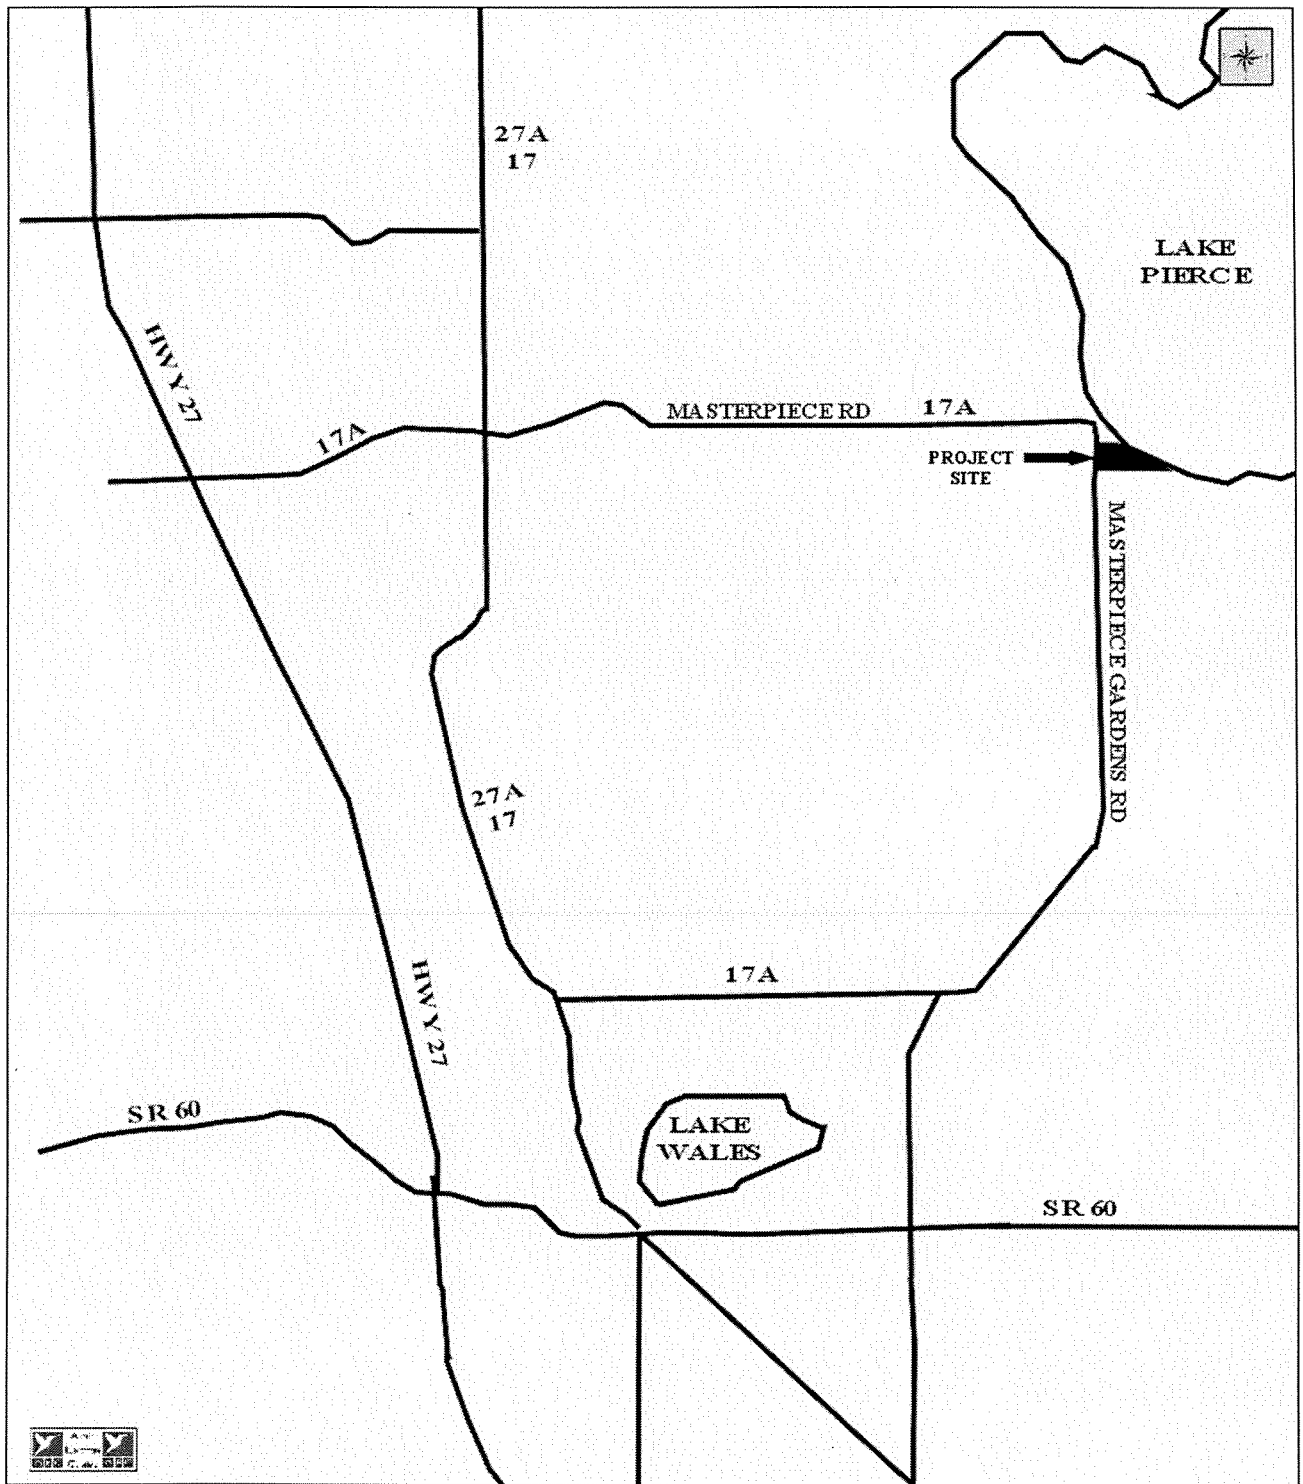 27A
17
LAKE
PIERCE
HWY 27
MASTERPIECE RD
17A
17A
PROJECT
SITE
MASTERPIECE GARDENS RD
27A
17
HWY 27
17A
SR 60
LAKE
WALES
SR 60